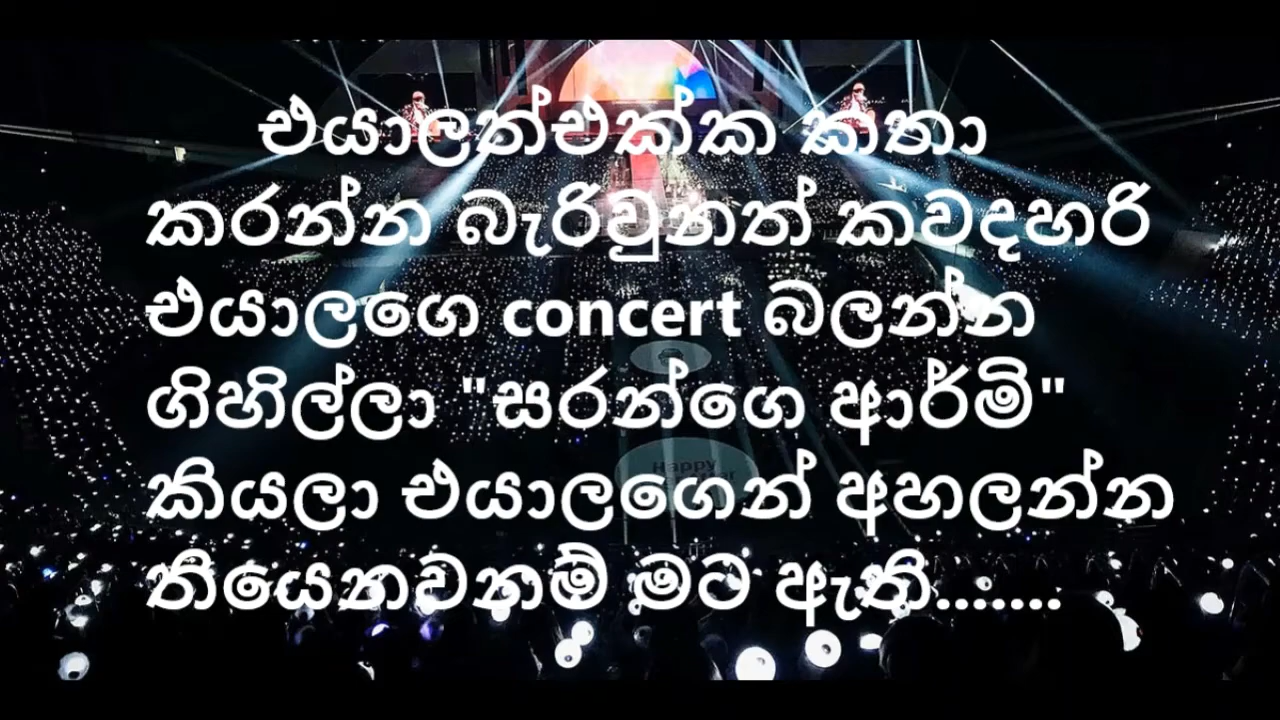 එයාලත්එක්ක කතා
කරන්න බැරිවුනත් කවදහරි
එයාලගෙ concert බලන්න
ගිහිල්ලා "සරන්ගෙ ආර්මි"
කියලා එයාලගෙන් අහලන්න
තියෙනවනම් මට ඇති.......
Happy